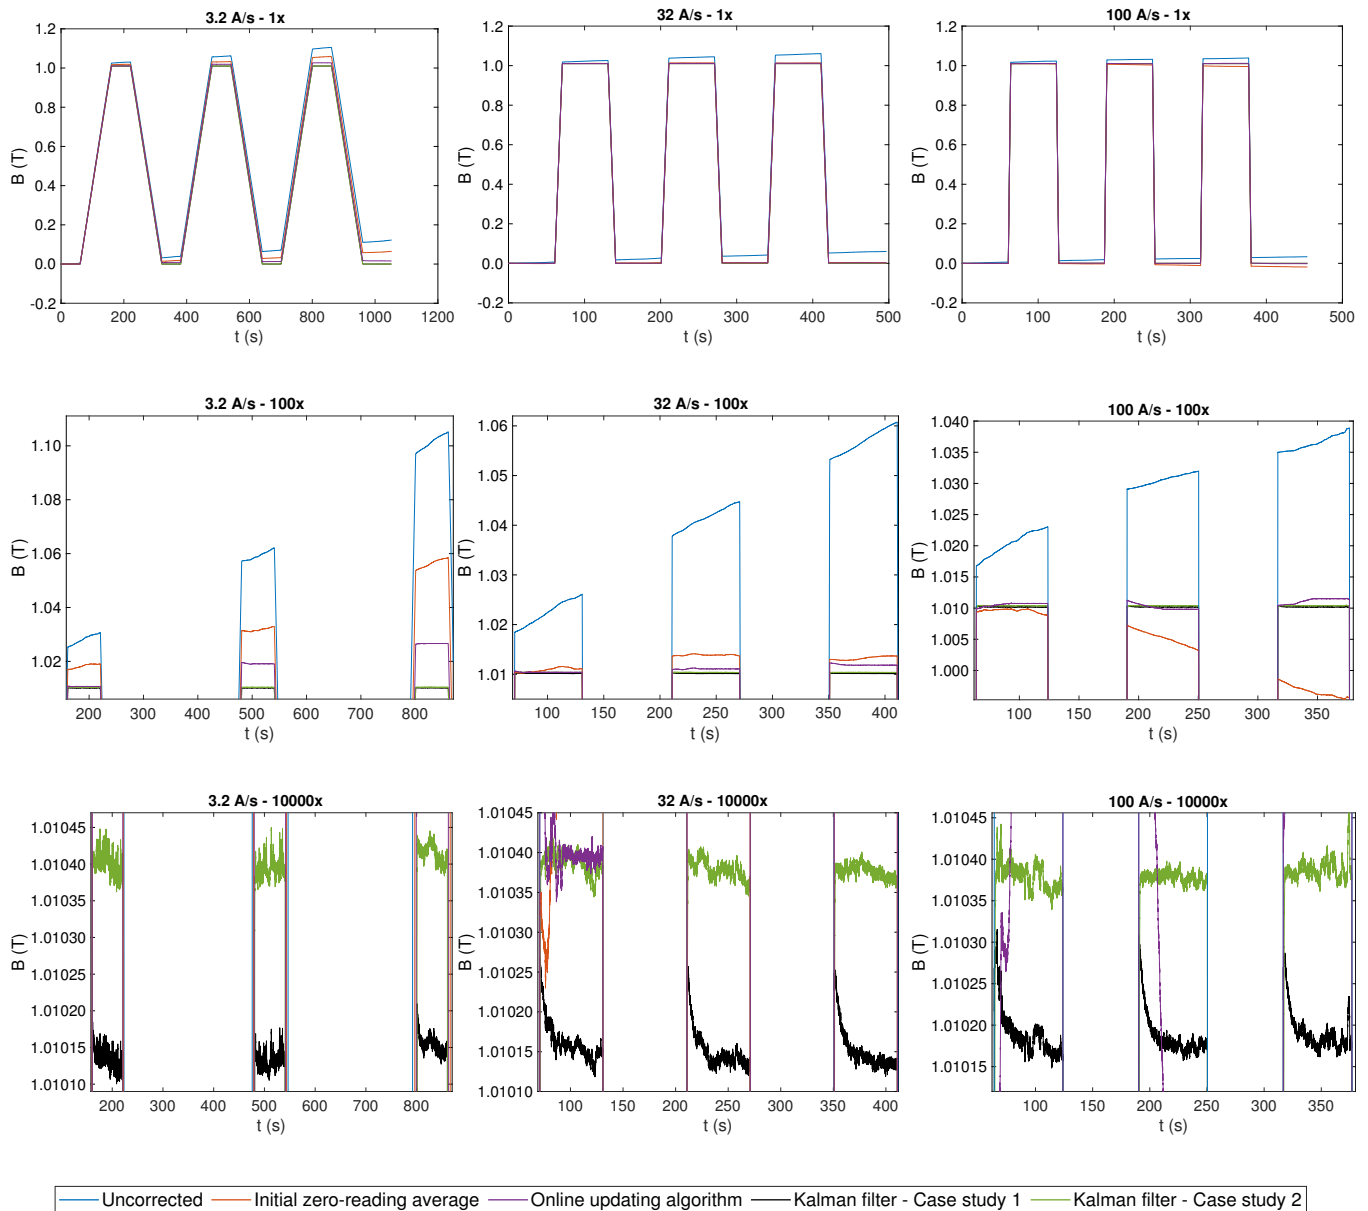 3.2 A/s - 1x
1.2
1.0
0.8
0.6
0.4
0.2
0.0
-0.2
B (T)
0 200 400 600 800 1000 1200
t (s)
32 A/s - 1x
1.2
1.0
0.8
0.6
0.4
0.2
0.0
-0.2
B (T)
0 100 200 300 400 500
t (s)
100 A/s - 1x
1.2
1.0
0.8
0.6
0.4
0.2
0.0
-0.2
B (T)
0 100 200 300 400 500
t (s)
3.2 A/s - 100x
1.10
1.08
1.06
1.04
1.02
B (T)
200 300 400 500 600 700 800
t (s)
32 A/s - 100x
1.06
1.05
1.04
1.03
1.02
1.01
B (T)
100 150 200 250 300 350 400
t (s)
100 A/s - 100x
1.040
1.035
1.030
1.025
1.020
1.015
1.010
1.005
1.000
B (T)
100 150 200 250 300 350
t (s)
3.2 A/s - 10000x
1.01045
1.01040
1.01035
1.01030
1.01025
1.01020
1.01015
1.01010
B (T)
200 300 400 500 600 700 800
t (s)
32 A/s - 10000x
1.01045
1.01040
1.01035
1.01030
1.01025
1.01020
1.01015
1.01010
B (T)
100 150 200 250 300 350 400
t (s)
100 A/s - 10000x
1.01045
1.01040
1.01035
1.01030
1.01025
1.01020
1.01015
B (T)
100 150 200 250 300 350
t (s)
Uncorrected Initial zero-reading average Online updating algorithm Kalman filter - Case study 1 Kalman filter - Case study 2